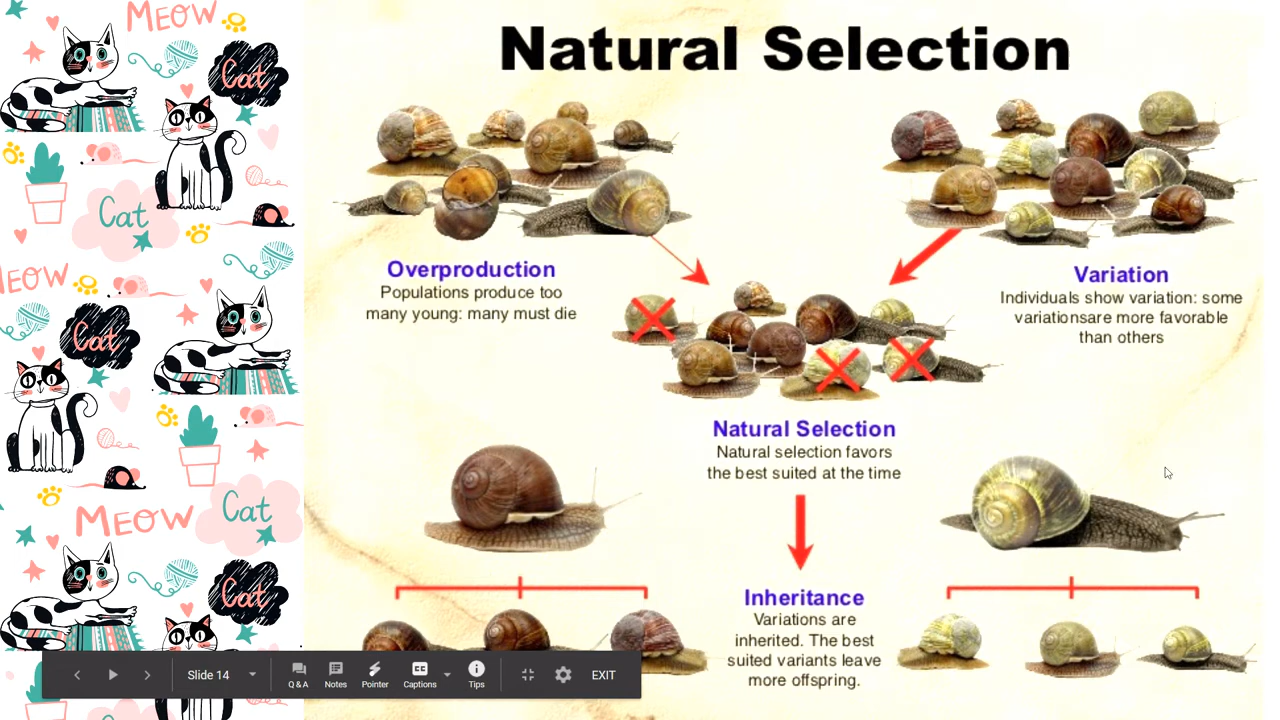 MEOW
Cat
Cat
MEOW
Cat
MEOW
Cat
Cat
Natural Selection
Overproduction
Populations produce too
many young: many must die
Variation
Individuals show variation: some
variationsare more favorable
than others
Natural Selection
Natural selection favors
the best suited at the time
Inheritance
Variations are
inherited. The best
suited variants leave
more offspring.
Slide 14
Q & A
Notes
Pointer
CC
Captions
Tips
EXIT